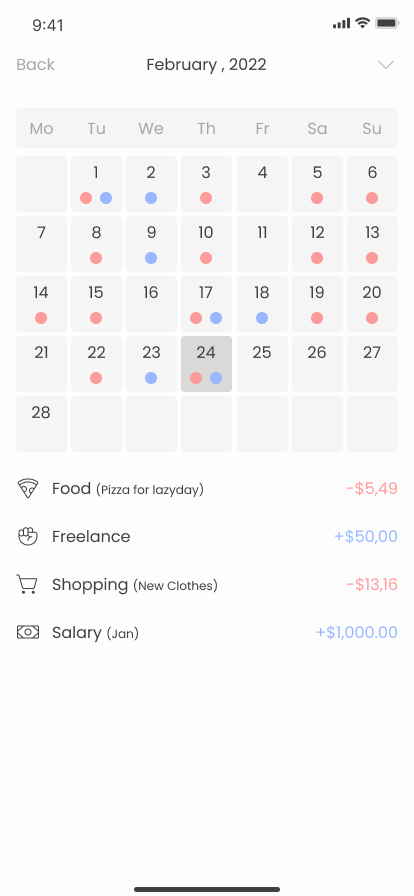 9:41
Back February , 2022
Mo Tu We Th Fr Sa Su
1 2 3 4 5 6
7 8 9 10 11 12 13
14 15 16 17 18 19 20
21 22 23 24 25 26 27
28
Food (Pizza for lazyday) -$5,49
Freelance +$50,00
Shopping (New Clothes) -$13,16
Salary (Jan) +$1,000.00